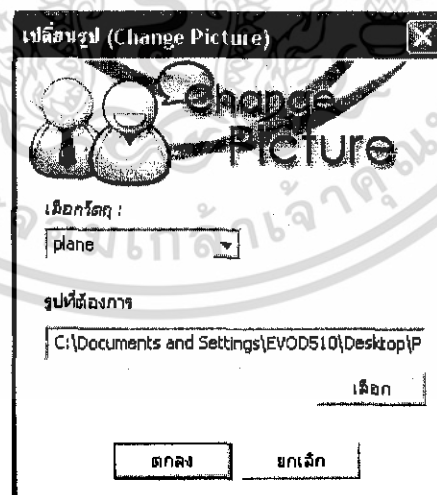 เปลี่ยนรูป (Change Picture)
Change
Picture
เลือกวัตถุ :
plane
รูปที่ต้องการ
C:\Documents and Settings\EVOD510\Desktop\P
เลือก
ตกลง
ยกเลิก